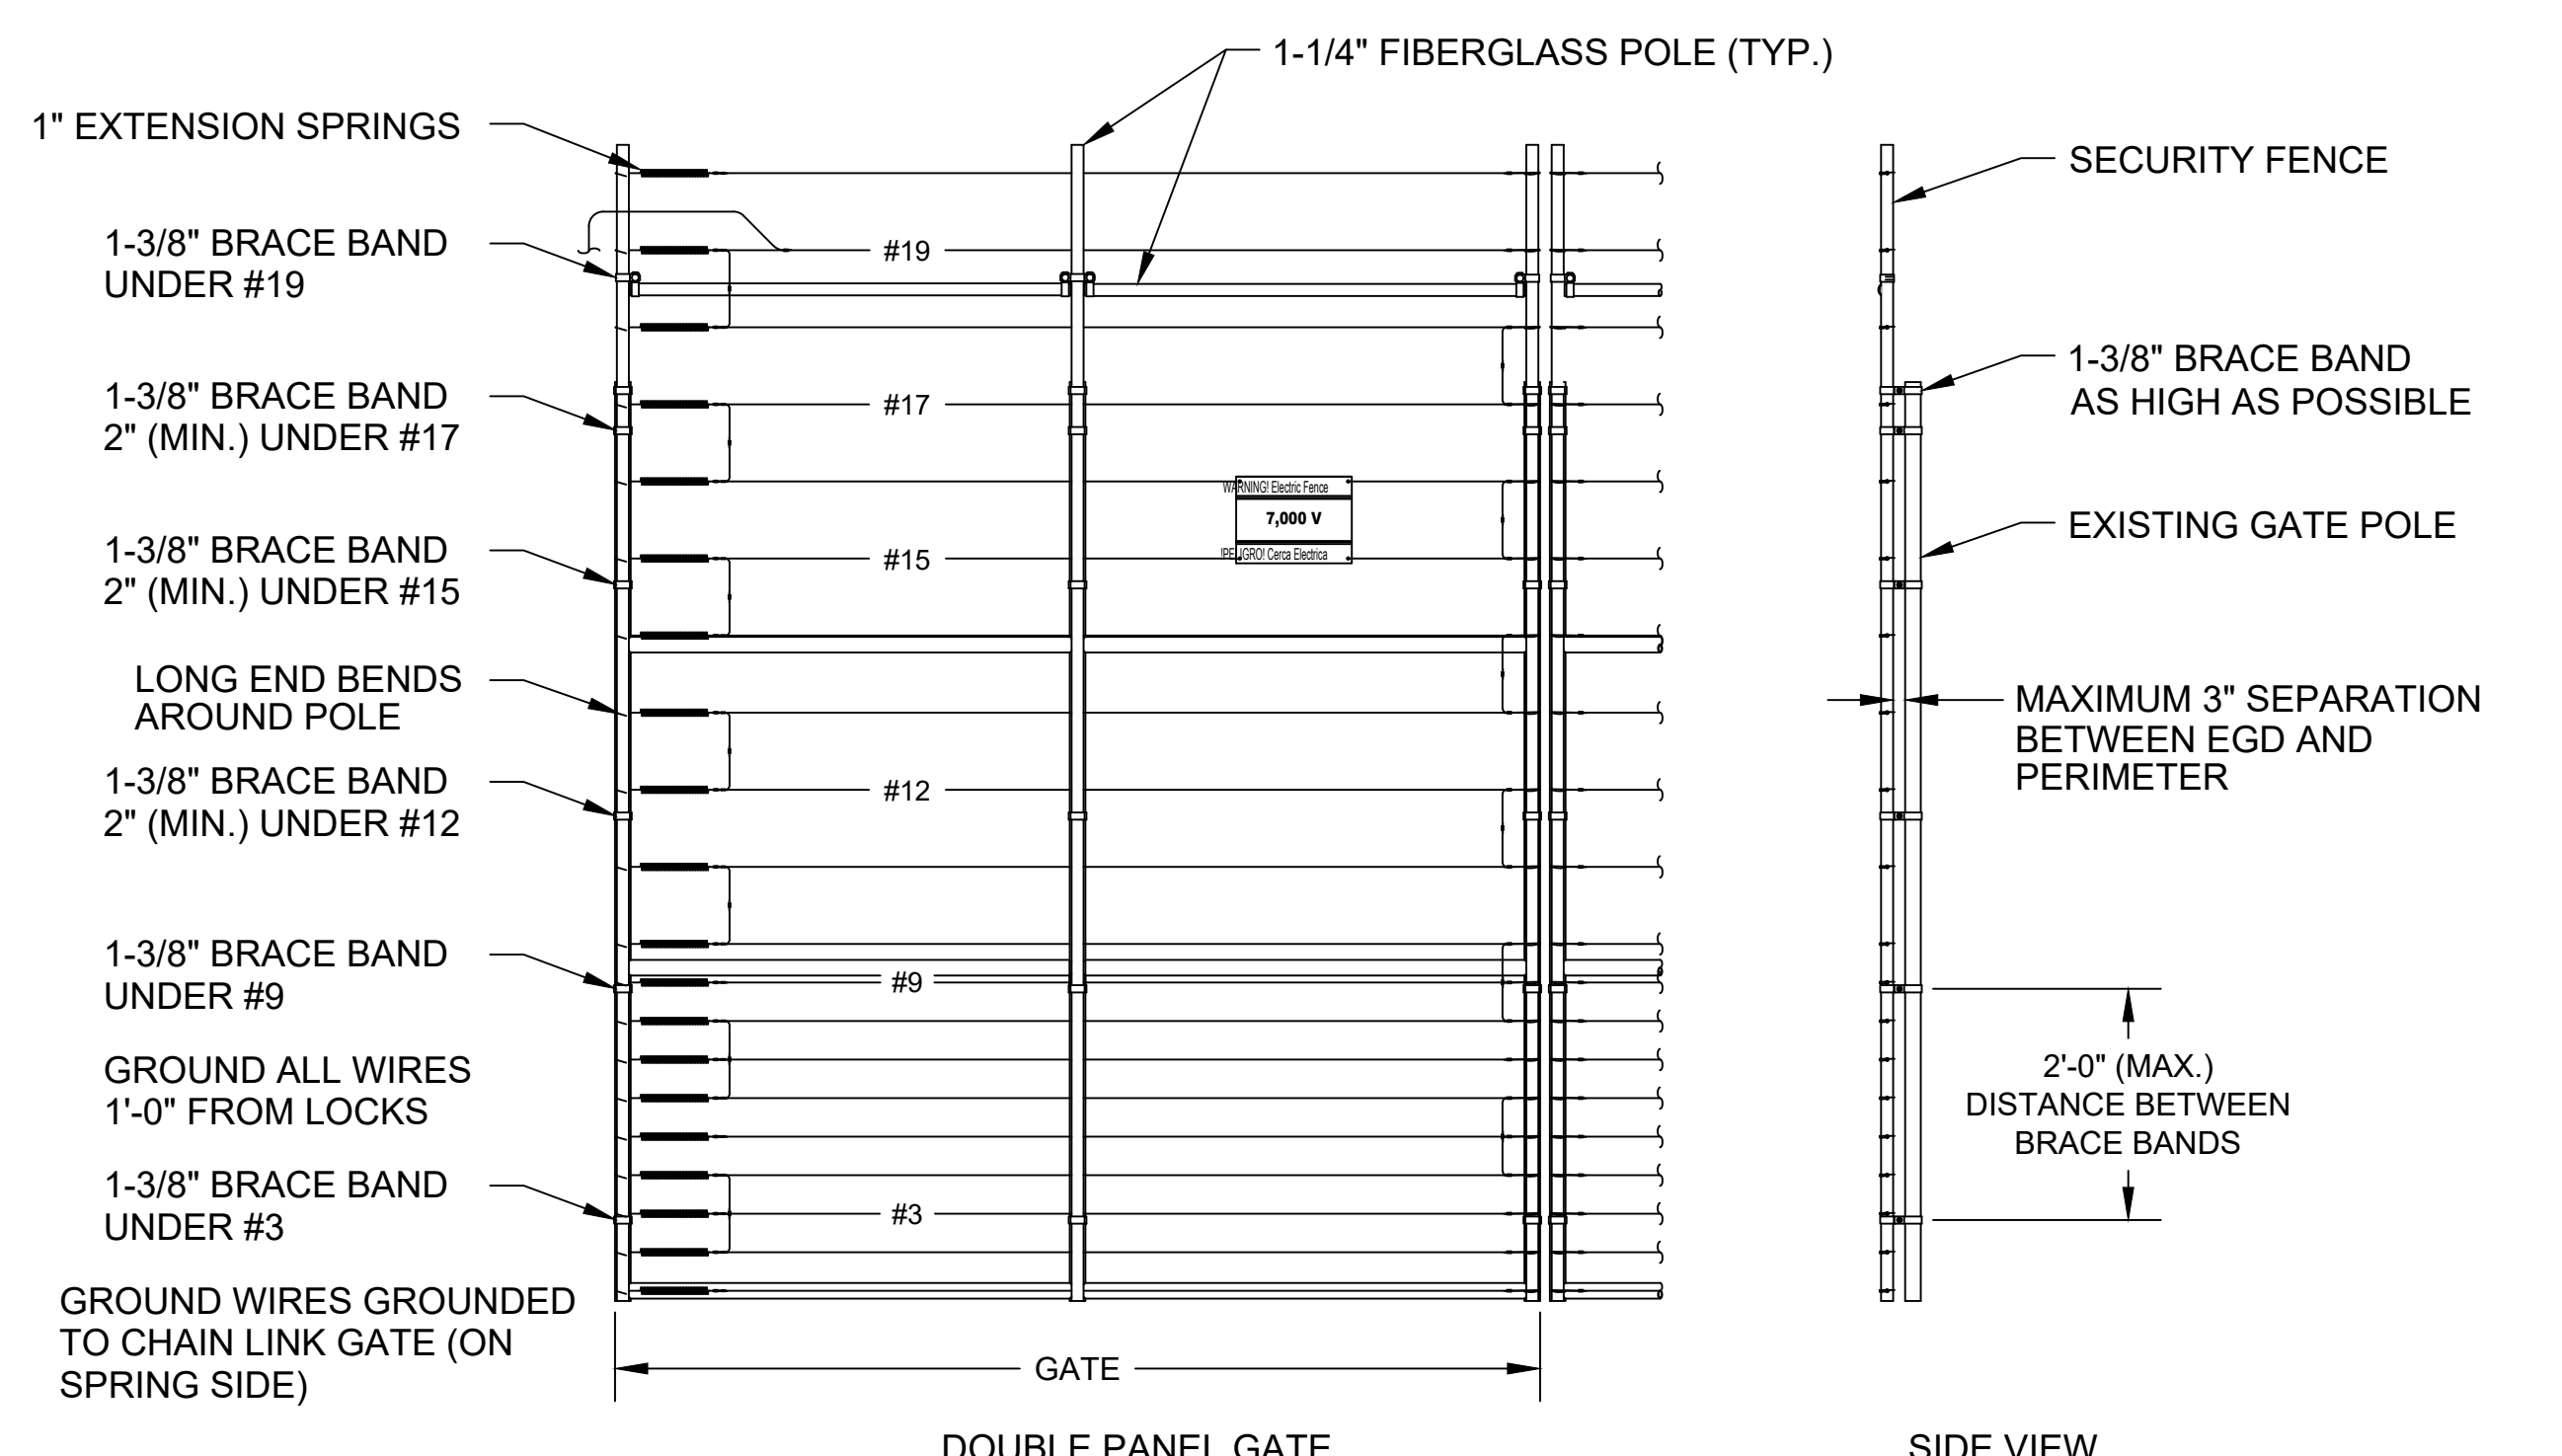 1-1/4" FIBERGLASS POLE (TYP.)
1" EXTENSION SPRINGS
1-3/8" BRACE BAND
UNDER #19
1-3/8" BRACE BAND
2" (MIN.) UNDER #17
1-3/8" BRACE BAND
2" (MIN.) UNDER #15
LONG END BENDS
AROUND POLE
1-3/8" BRACE BAND
2" (MIN.) UNDER #12
1-3/8" BRACE BAND
UNDER #9
GROUND ALL WIRES
1'-0" FROM LOCKS
1-3/8" BRACE BAND
UNDER #3
GROUND WIRES GROUNDED
TO CHAIN LINK GATE (ON
SPRING SIDE)
#19
#17
WARNING! Electric Fence
7,000 V
!PELIGRO! Cerca Electrica
#15
#12
#9
#3
GATE
DOUBLE PANEL GATE
SECURITY FENCE
1-3/8" BRACE BAND
AS HIGH AS POSSIBLE
EXISTING GATE POLE
MAXIMUM 3" SEPARATION
BETWEEN EGD AND
PERIMETER
2'-0" (MAX.)
DISTANCE BETWEEN
BRACE BANDS
SIDE VIEW